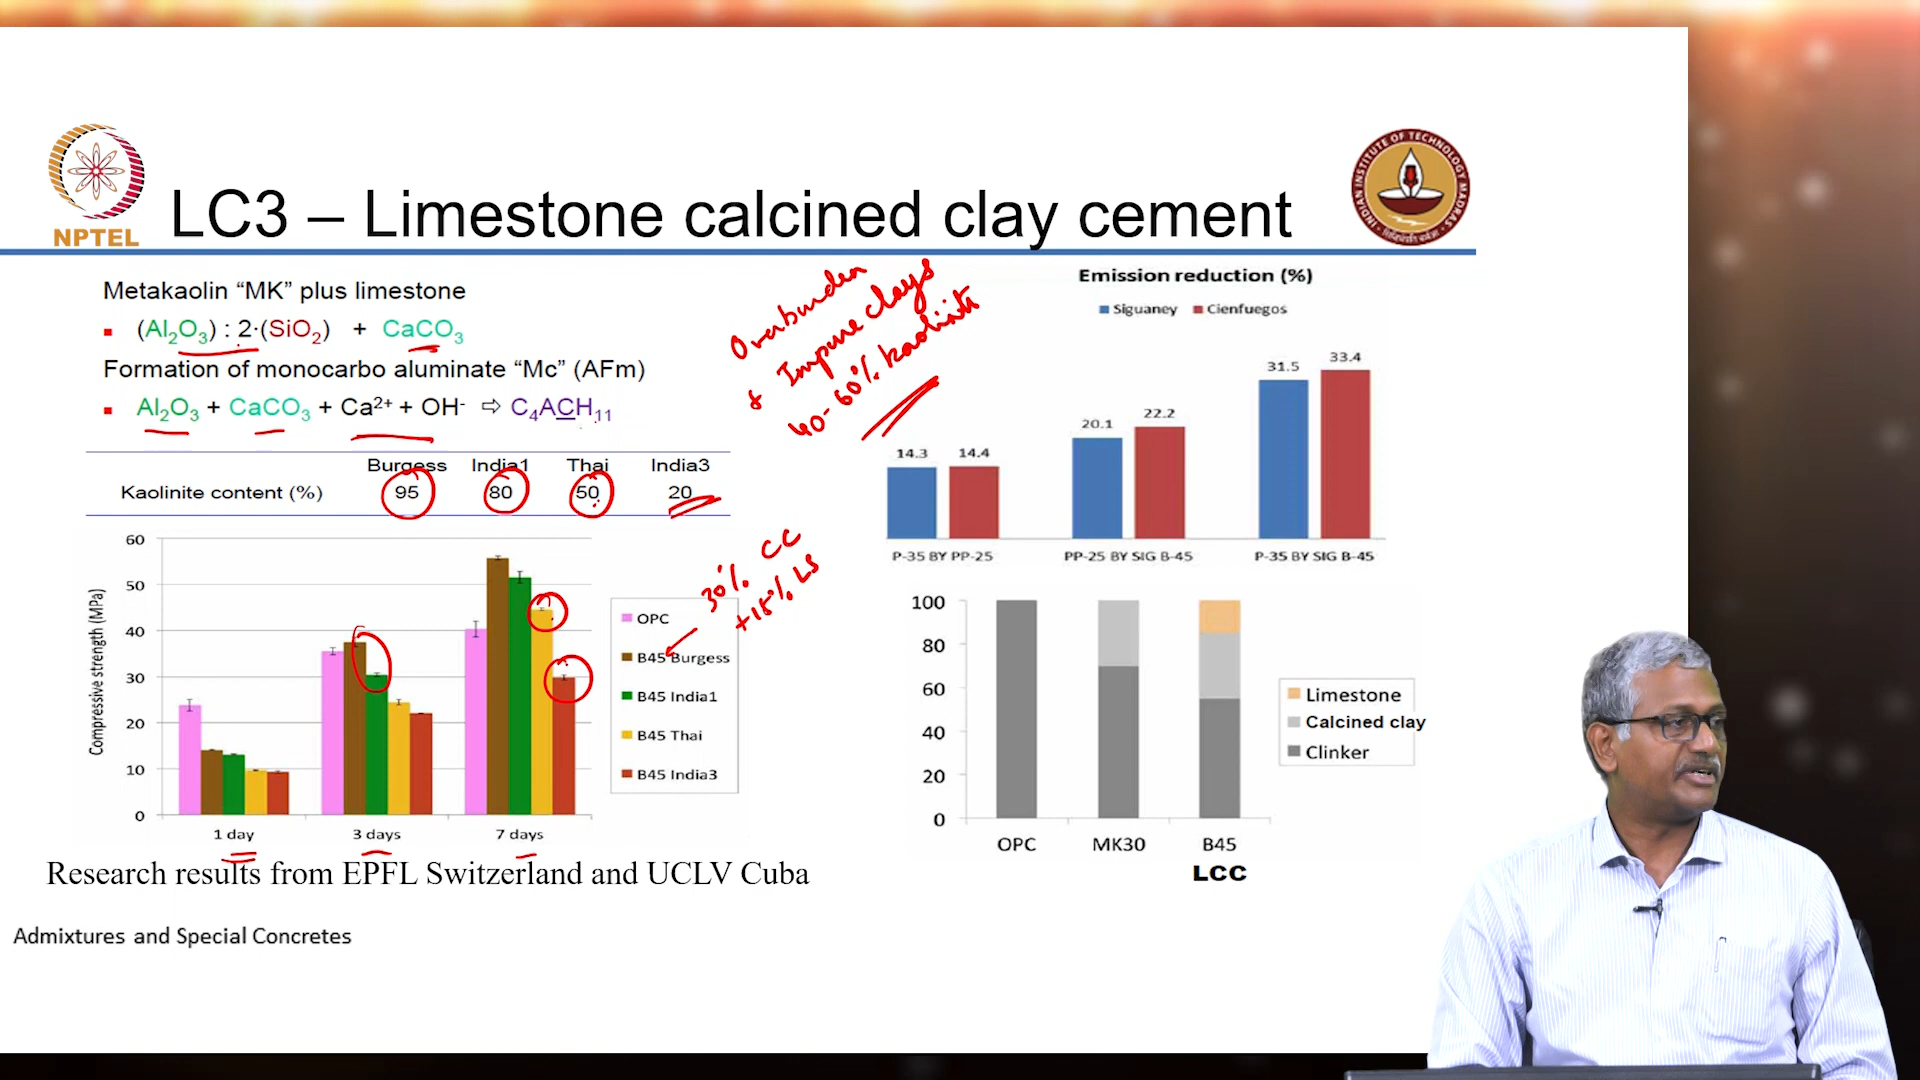 NPTEL
LC3 – Limestone calcined clay cement
INDIAN INSTITUTE OF TECHNOLOGY MADRAS
Metakaolin “MK” plus limestone
(Al2O3) : 2·(SiO2) + CaCO3
Formation of monocarbo aluminate “Mc” (AFm)
Al2O3 + CaCO3 + Ca2+ + OH- ⇨ C4ACH11
Burgess India1 Thai India3
Kaolinite content (%) 95 80 50 20
Overburden
& Impure clays
40-60% kaolinite
Compressive strength (MPa)
60
50
40
30
20
10
0
1 day 3 days 7 days
OPC
B45 Burgess
B45 India1
B45 Thai
B45 India3
30% CC
+15% LS
Research results from EPFL Switzerland and UCLV Cuba
Emission reduction (%)
Siguaney Cienfuegos
14.3 14.4 20.1 22.2 31.5 33.4
P-35 BY PP-25 PP-25 BY SIG B-45 P-35 BY SIG B-45
100
80
60
40
20
0
OPC MK30 B45
LCC
Limestone
Calcined clay
Clinker
Admixtures and Special Concretes